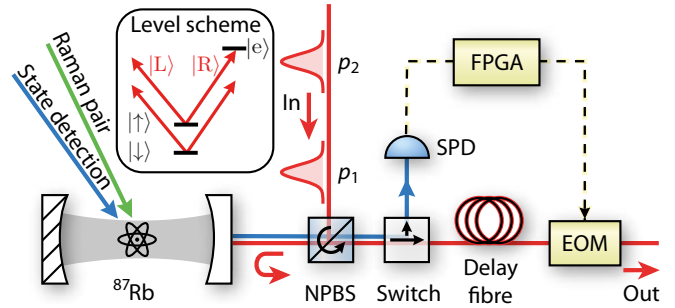 Level scheme
|L⟩
|R⟩
|e⟩
|↑⟩
|↓⟩
Raman pair
State detection
In
p₂
p₁
FPGA
SPD
EOM
⁸⁷Rb
NPBS
Switch
Delay
fibre
Out